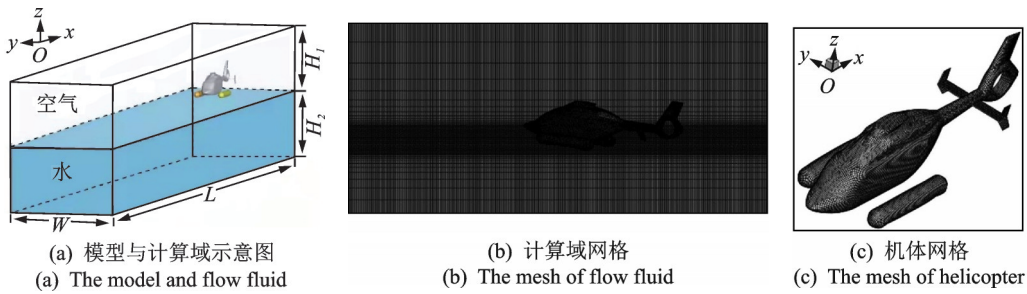 z
y
x
O
空气
水
H₁
H₂
L
W
(a) 模型与计算域示意图
(a) The model and flow fluid
(b) 计算域网格
(b) The mesh of flow fluid
z
y
x
O
(c) 机体网格
(c) The mesh of helicopter